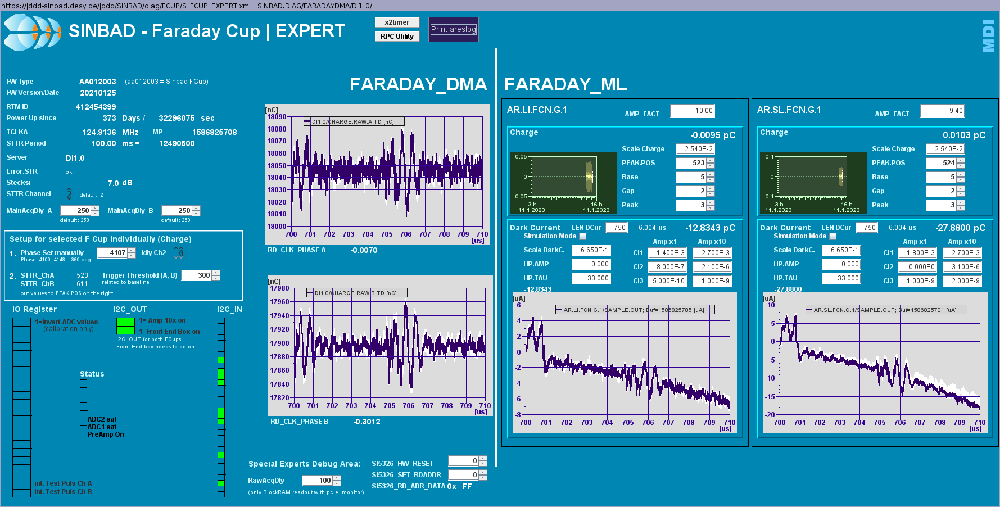 https://jddd-sinbad.desy.de/jddd/SINBAD/diag/FCUP/S_FCUP_EXPERT.xml SINBAD.DIAG/FARADAYDMA/DI1.0/
SINBAD - Faraday Cup | EXPERT
x2timer
RPC Utility
Print areslog
MDI
FW Type AA012003 (aa012003 = Sinbad FCup)
FW Version/Date 20210125
RTM ID 412454399
Power Up since 373 Days / 32296075 sec
TCLKA 124.9136 MHz MP 1586825708
STTR Period 100.00 ms = 12490500
Server DI1.0
Error.STR ok
Stecksi 7.0 dB
STTR Channel 2 default: 2
MainAcqDly_A 250 MainAcqDly_B 250
default: 250 default: 250
Setup for selected F Cup individually (Charge)
1. Phase Set manually 4107 Idly Ch2 0
Phase: 4100..4148 = 360 deg
2. STTR_ChA 523 Trigger Threshold (A, B) 300
STTR_ChB 611 related to baseline
put values to PEAK.POS on the right
IO Register I2C_OUT I2C_IN
1=invert ADC values
(calibration only)
1= Amp 10x on
1=Front End Box on
I2C_OUT for both FCups
Front End box needs to be on
Status
ADC2 sat
ADC1 sat
PreAmp On
int. Test Puls Ch A
int. Test Puls Ch B
FARADAY_DMA
[nC]
DI1.0/CHARGE.RAW.A.TD [nC]
18090
18080
18070
18060
18050
18040
18030
18020
18010
18000
700 701 702 703 704 705 706 707 708 709 710
[us]
RD_CLK_PHASE A -0.0070
[nC]
DI1.0/CHARGE.RAW.B.TD [nC]
17980
17960
17940
17920
17900
17880
17860
17840
17820
700 701 702 703 704 705 706 707 708 709 710
[us]
RD_CLK_PHASE B -0.3012
Special Experts Debug Area:
RawAcqDly 100
(only BlockRAM readout with pcie_monitor)
SI5326_HW_RESET 0
SI5326_SET_RDADDR 0
SI5326_RD_ADR_DATA 0x FF
FARADAY_ML
AR.LI.FCN.G.1 AMP_FACT 10.00
Charge -0.0095 pC
Scale Charge 2.540E-2
PEAK.POS 523
Base 5
Gap 2
Peak 3
0.05
0
-0.05
3 h 16 h
11.1.2023 11.1.2023
Dark Current LEN DCur 750 = 6.004 us -12.8343 pC
Simulation Mode
Amp x1 Amp x10
Scale DarkC. 6.650E-1 Cl1 1.400E-3 2.700E-3
HP.AMP 0.000 Cl2 8.000E-7 2.100E-6
HP.TAU 33.000 Cl3 5.000E-10 1.000E-9
-12.8343
[uA]
AR.LI.FCN.G.1/SAMPLE.OUT; Buf=1586825705 [uA]
6
4
2
0
-2
-4
-6
-8
700 701 702 703 704 705 706 707 708 709 710
[us]
AR.SL.FCN.G.1 AMP_FACT 9.40
Charge 0.0103 pC
Scale Charge 2.540E-2
PEAK.POS 524
Base 5
Gap 2
Peak 3
0.1
0
-0.1
3 h 16 h
11.1.2023 11.1.2023
Dark Current LEN DCur 750 = 6.004 us -27.8800 pC
Simulation Mode
Amp x1 Amp x10
Scale DarkC. 6.650E-1 Cl1 1.800E-3 2.700E-3
HP.AMP 0.000 Cl2 0.000E0 3.100E-6
HP.TAU 33.000 Cl3 1.000E-9 2.000E-9
-27.8800
[uA]
AR.SL.FCN.G.1/SAMPLE.OUT; Buf=1586825701 [uA]
10
5
0
-5
-10
-15
-20
700 701 702 703 704 705 706 707 708 709 710
[us]